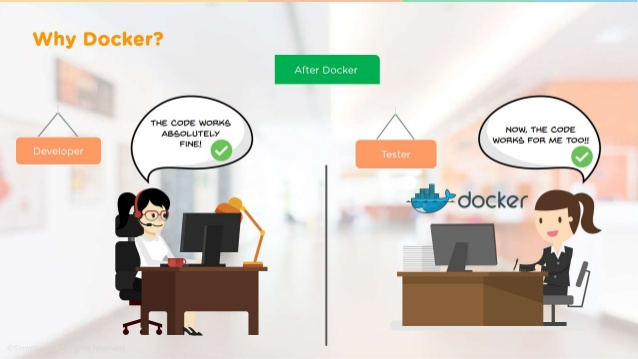 Why Docker?
After Docker
Developer
THE CODE WORKS
ABSOLUTELY
FINE!
Tester
NOW, THE CODE
WORKS FOR ME TOO!!
docker